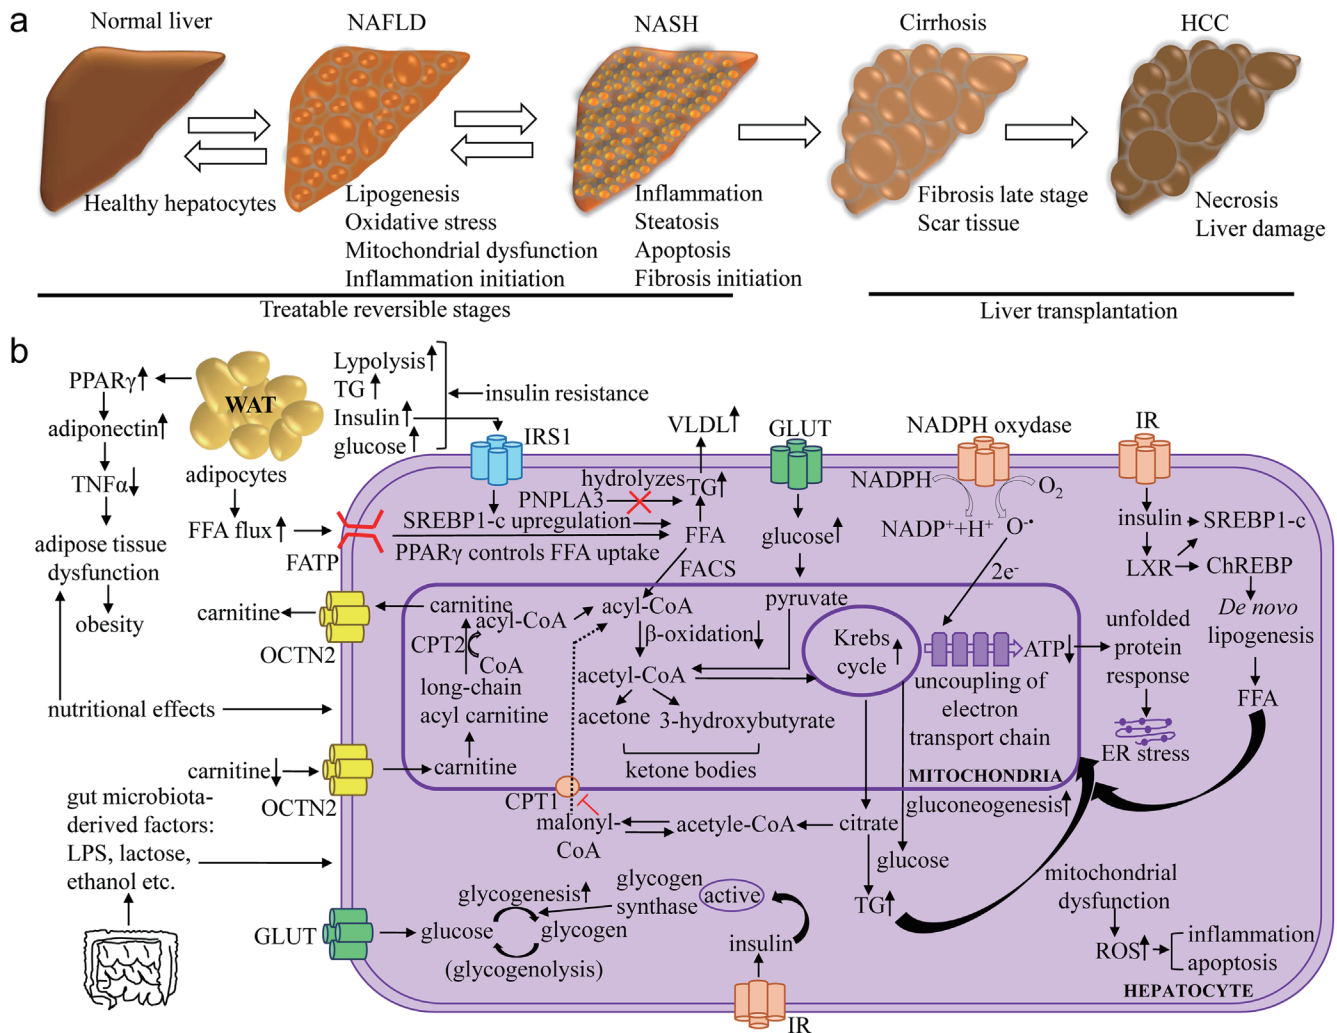 a
Normal liver
NAFLD
NASH
Cirrhosis
HCC
Healthy hepatocytes
Lipogenesis
Oxidative stress
Mitochondrial dysfunction
Inflammation initiation
Inflammation
Steatosis
Apoptosis
Fibrosis initiation
Fibrosis late stage
Scar tissue
Necrosis
Liver damage
Treatable reversible stages
Liver transplantation
b
PPARγ
WAT
adiponectin
adipocytes
TNFα
FFA flux
adipose tissue
dysfunction
obesity
FATP
Lypolysis
TG
Insulin
glucose
insulin resistance
IRS1
VLDL
GLUT
NADPH oxydase
IR
hydrolyzes
PNPLA3
TG
SREBP1-c upregulation
PPARγ controls FFA uptake
FFA
FACS
glucose
NADPH
O₂
NADP⁺+H⁺
O⁻•
2e⁻
insulin
SREBP1-c
LXR
ChREBP
De novo
lipogenesis
FFA
carnitine
OCTN2
carnitine
acyl-CoA
CPT2
CoA
long-chain
acyl carnitine
carnitine
acyl-CoA
β-oxidation
acetyl-CoA
acetone
3-hydroxybutyrate
ketone bodies
pyruvate
Krebs
cycle
ATP
uncoupling of
electron
transport chain
MITOCHONDRIA
unfolded
protein
response
ER stress
nutritional effects
carnitine
OCTN2
gut microbiota-
derived factors:
LPS, lactose,
ethanol etc.
CPT1
malonyl-
CoA
acetyle-CoA
citrate
gluconeogenesis
glucose
TG
GLUT
glucose
glycogenesis
glycogen
(glycogenolysis)
glycogen
synthase
active
insulin
IR
mitochondrial
dysfunction
ROS
inflammation
apoptosis
HEPATOCYTE